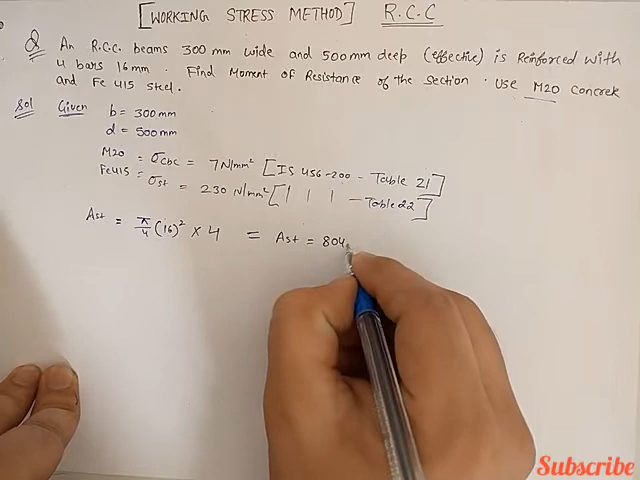 [WORKING STRESS METHOD] R.C.C
Q An R.C.C. beams 300 mm wide and 500 mm deep (effective) is Reinforced with
4 bars 16 mm. Find Moment of Resistance of the section. Use M20 Concrek
and Fe 415 Steel.
Sol Given b = 300 mm
d = 500 mm
M20 = σcbc = 7 N/mm² [IS 456-200 - Table 21]
Fe415 = σst = 230 N/mm² [ | | | - Table 22]
Ast = π/4 (16)² × 4 = Ast = 804
Subscribe